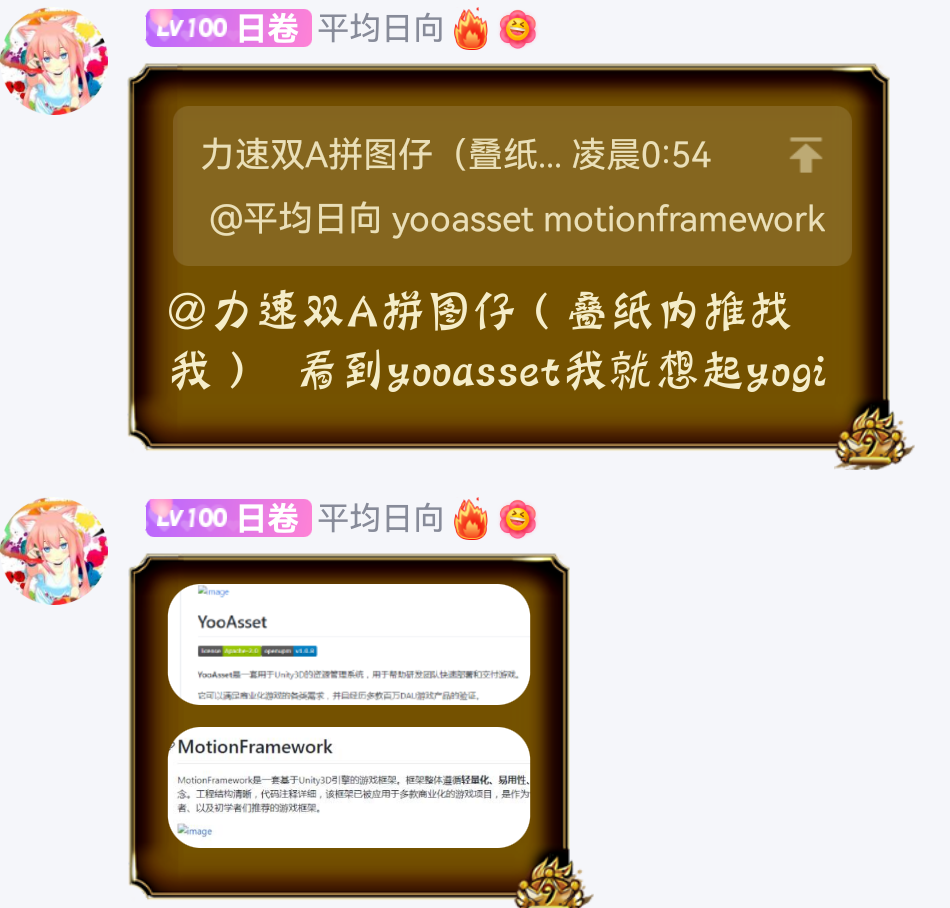 LV100 日卷 平均日向
力速双A拼图仔（叠纸... 凌晨0:54
@平均日向 yooasset motionframework
@力速双A拼图仔（叠纸内推找
我） 看到yooasset我就想起yogi
LV100 日卷 平均日向
image
YooAsset
license Apache-2.0 openupm
YooAsset是一套用于Unity3D的资源管理系统，用于帮助研发团队快速部署和交付游戏。
它可以满足商业化游戏的各类需求，并且经历多款百万DAU游戏产品的验证。
MotionFramework
MotionFramework是一套基于Unity3D引擎的游戏框架。框架整体遵循轻量化、易用性、
念。工程结构清晰，代码注释详细，该框架已被应用于多款商业化的游戏项目，是作为
者、以及初学者们推荐的游戏框架。
image